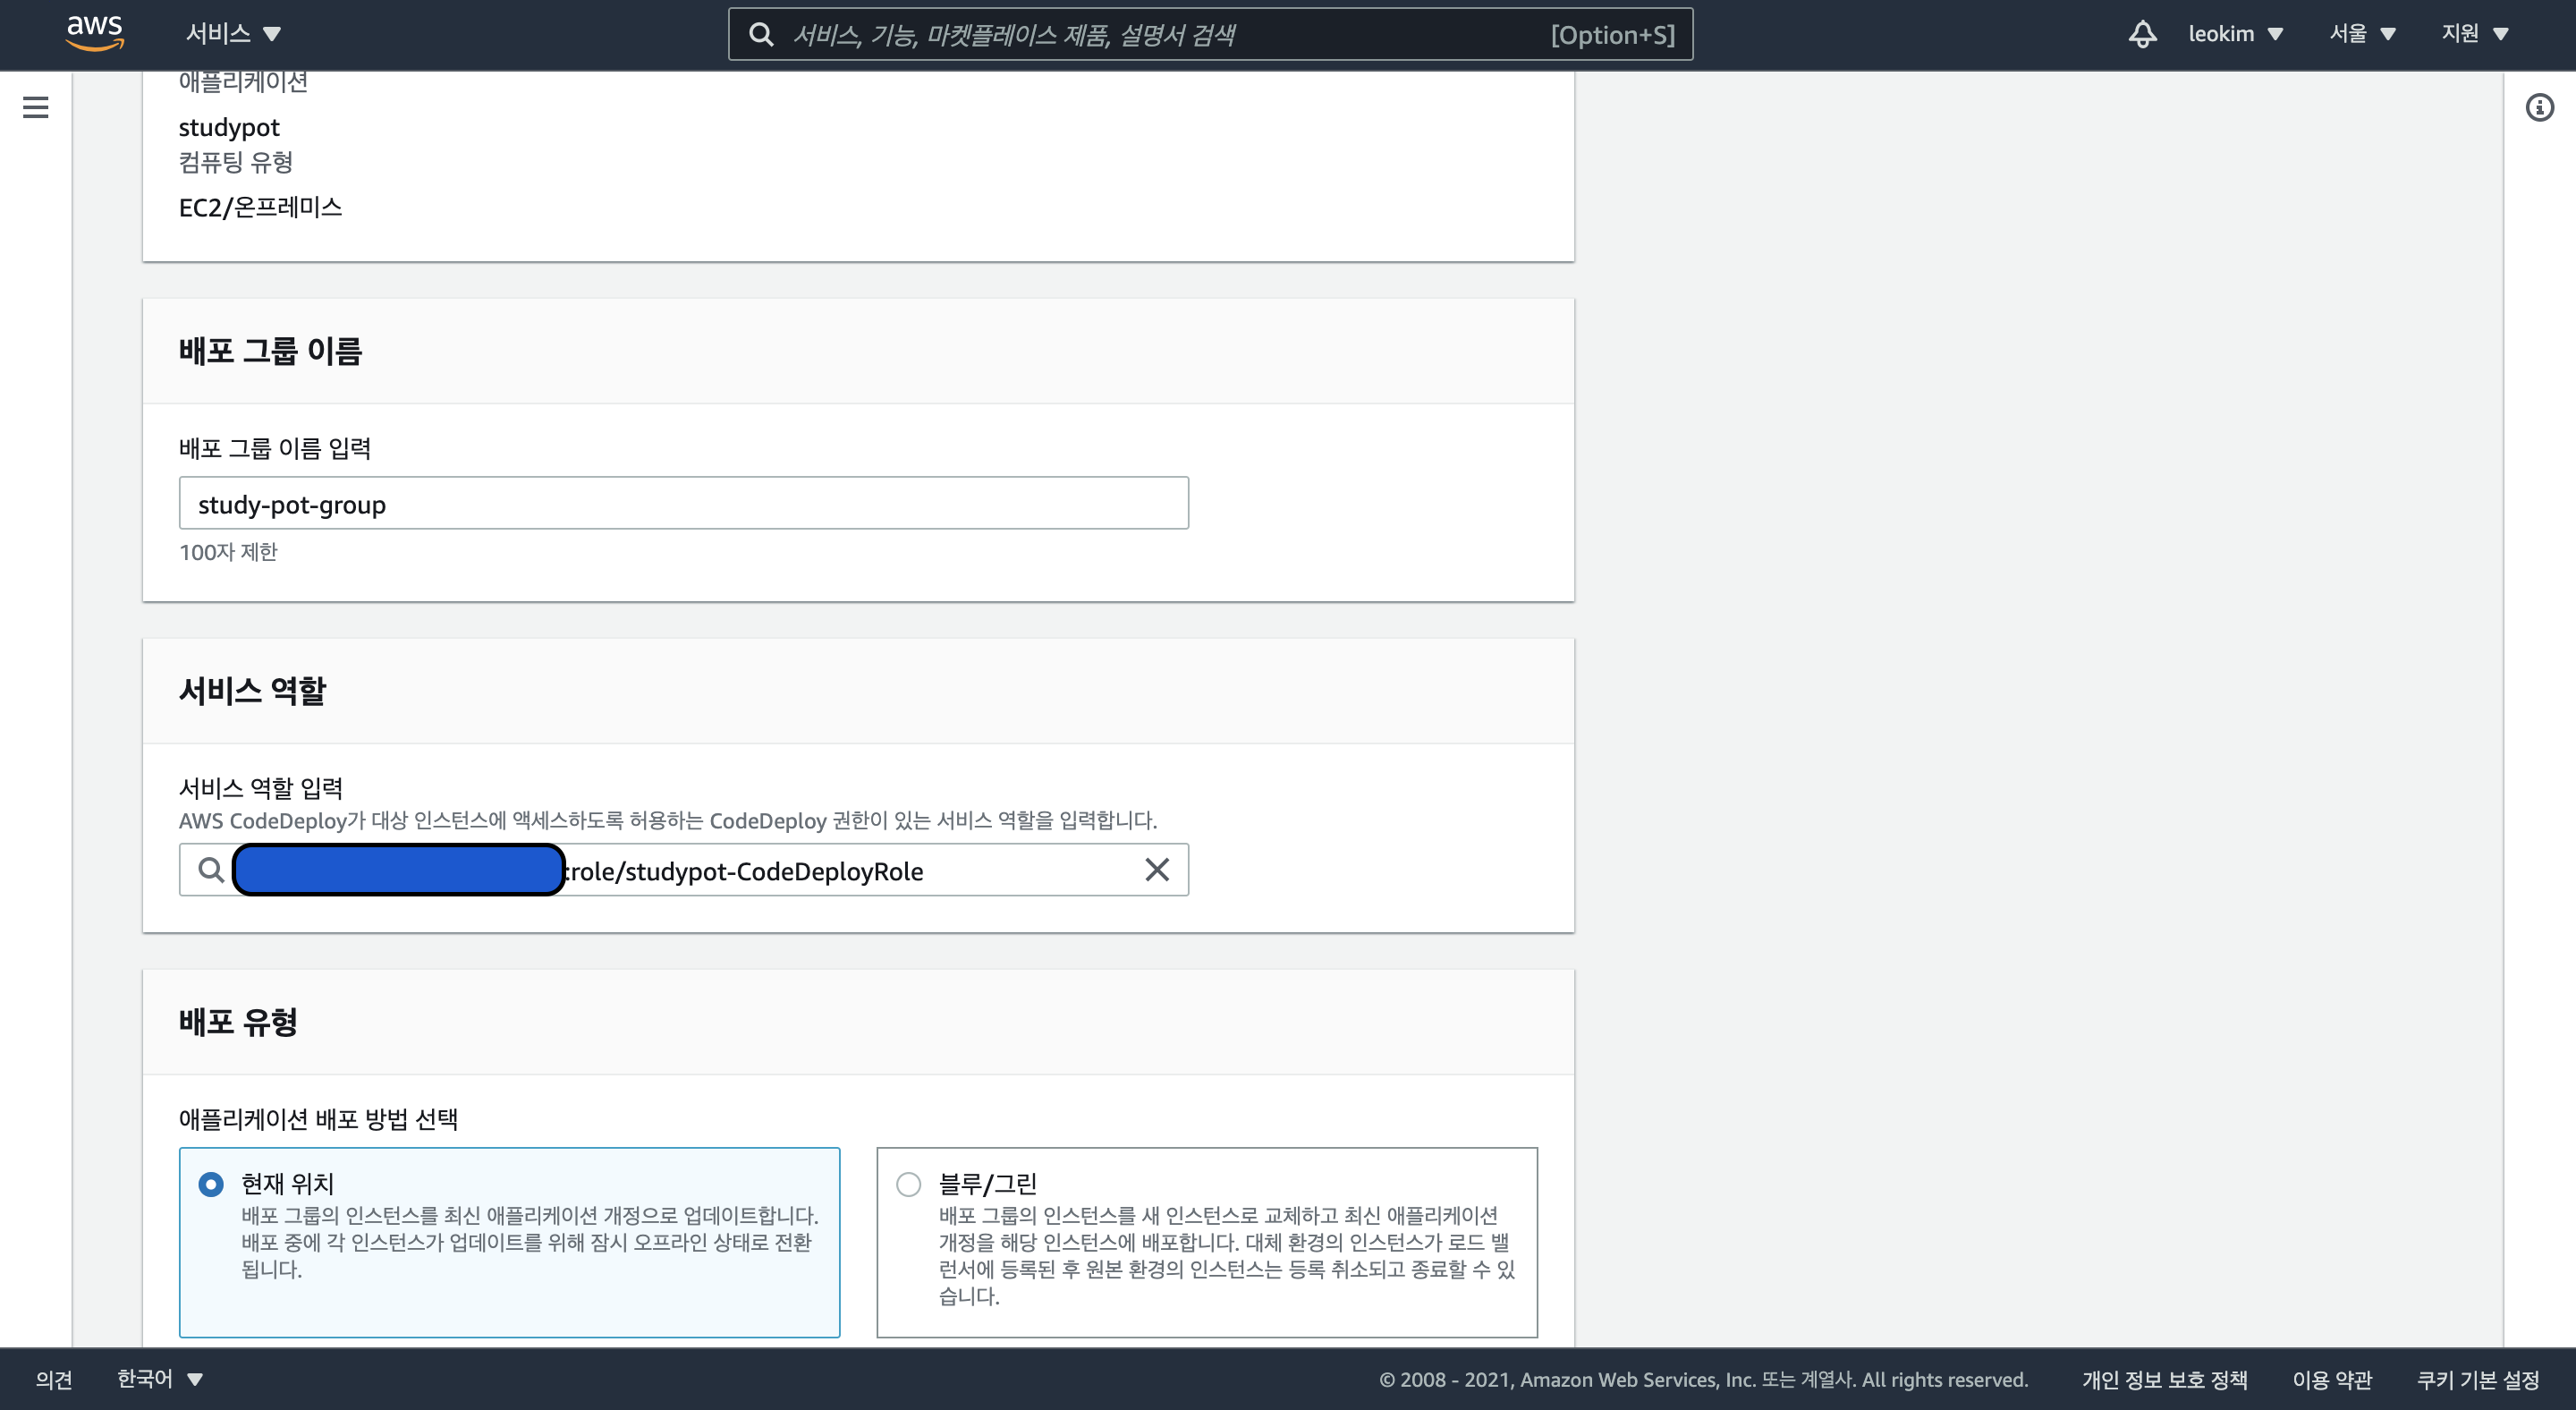 aws
서비스
서비스, 기능, 마켓플레이스 제품, 설명서 검색
[Option+S]
leokim
서울
지원
애플리케이션
studypot
컴퓨팅 유형
EC2/온프레미스
배포 그룹 이름
배포 그룹 이름 입력
study-pot-group
100자 제한
서비스 역할
서비스 역할 입력
AWS CodeDeploy가 대상 인스턴스에 액세스하도록 허용하는 CodeDeploy 권한이 있는 서비스 역할을 입력합니다.
:role/studypot-CodeDeployRole
배포 유형
애플리케이션 배포 방법 선택
현재 위치
배포 그룹의 인스턴스를 최신 애플리케이션 개정으로 업데이트합니다.
배포 중에 각 인스턴스가 업데이트를 위해 잠시 오프라인 상태로 전환
됩니다.
블루/그린
배포 그룹의 인스턴스를 새 인스턴스로 교체하고 최신 애플리케이션
개정을 해당 인스턴스에 배포합니다. 대체 환경의 인스턴스가 로드 밸
런서에 등록된 후 원본 환경의 인스턴스는 등록 취소되고 종료할 수 있
습니다.
의견
한국어
© 2008 - 2021, Amazon Web Services, Inc. 또는 계열사. All rights reserved.
개인 정보 보호 정책
이용 약관
쿠키 기본 설정